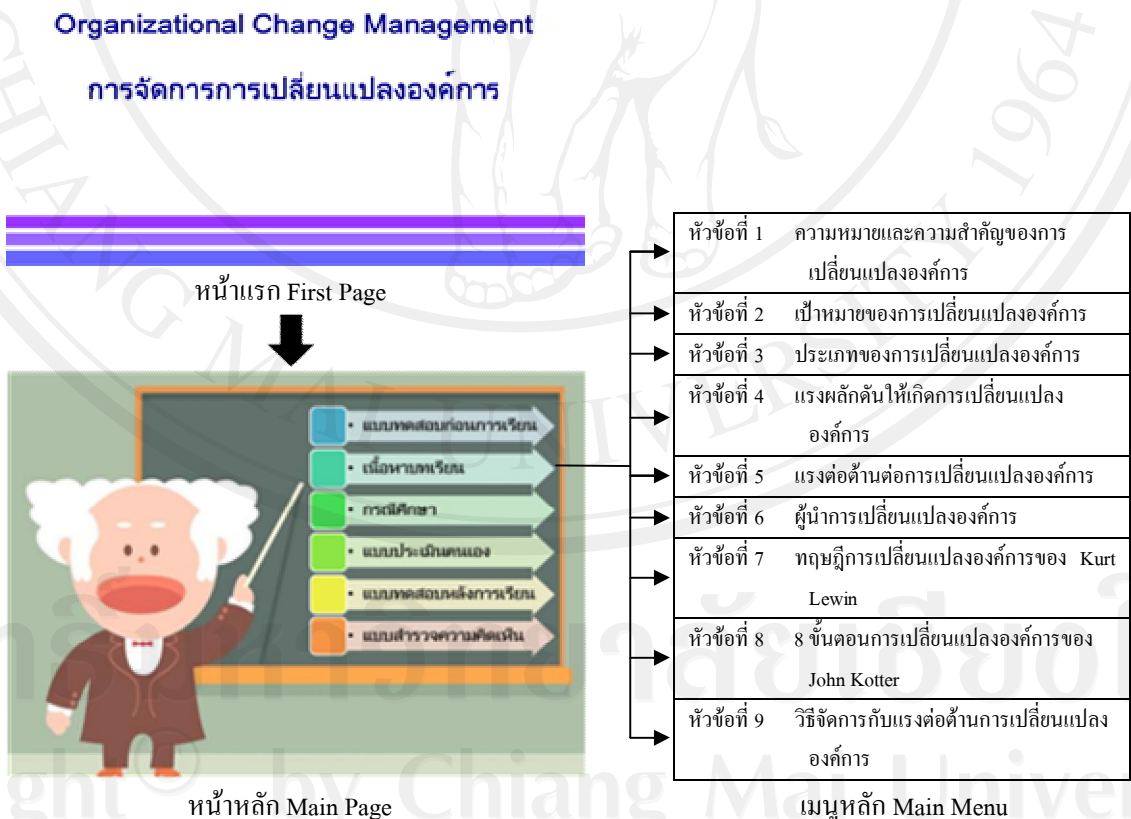 Organizational Change Management
การจัดการการเปลี่ยนแปลงองค์การ
หน้าแรก First Page
• แบบทดสอบก่อนการเรียน
• เนื้อหาบทเรียน
• กรณีศึกษา
• แบบประเมินตนเอง
• แบบทดสอบหลังการเรียน
• แบบสำรวจความคิดเห็น
หน้าหลัก Main Page
หัวข้อที่ 1 ความหมายและความสำคัญของการ
เปลี่ยนแปลงองค์การ
หัวข้อที่ 2 เป้าหมายของการเปลี่ยนแปลงองค์การ
หัวข้อที่ 3 ประเภทของการเปลี่ยนแปลงองค์การ
หัวข้อที่ 4 แรงผลักดันให้เกิดการเปลี่ยนแปลง
องค์การ
หัวข้อที่ 5 แรงต่อต้านต่อการเปลี่ยนแปลงองค์การ
หัวข้อที่ 6 ผู้นำการเปลี่ยนแปลงองค์การ
หัวข้อที่ 7 ทฤษฎีการเปลี่ยนแปลงองค์การของ Kurt
Lewin
หัวข้อที่ 8 8 ขั้นตอนการเปลี่ยนแปลงองค์การของ
John Kotter
หัวข้อที่ 9 วิธีจัดการกับแรงต่อต้านการเปลี่ยนแปลง
องค์การ
เมนูหลัก Main Menu
CHIANG MAI UNIVERSITY 1964
by Chiang Mai